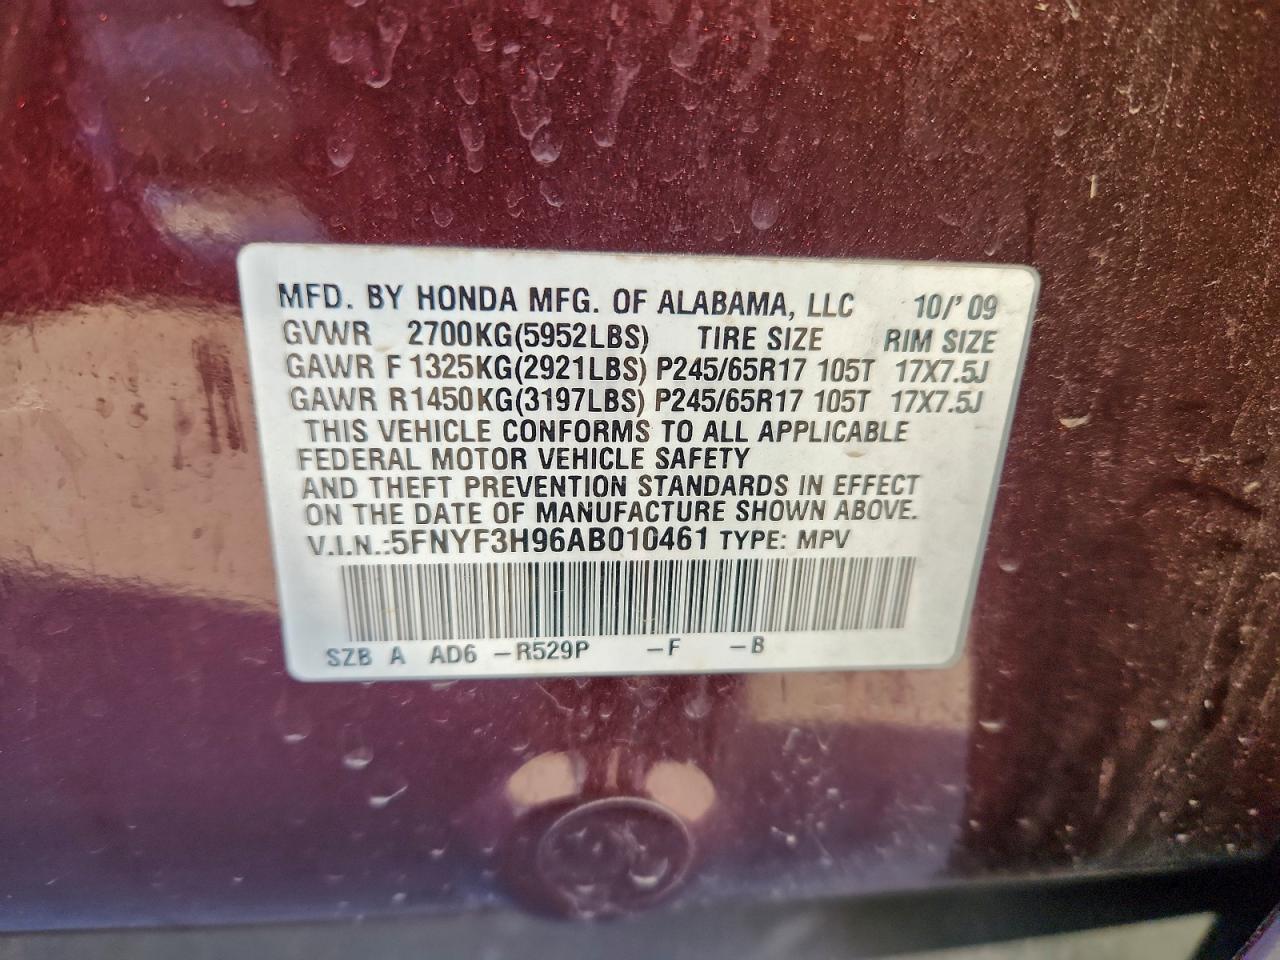 MFD. BY HONDA MFG. OF ALABAMA, LLC 10/'09
GVWR 2700KG(5952LBS) TIRE SIZE RIM SIZE
GAWR F 1325KG(2921LBS) P245/65R17 105T 17X7.5J
GAWR R1450KG(3197LBS) P245/65R17 105T 17X7.5J
THIS VEHICLE CONFORMS TO ALL APPLICABLE
FEDERAL MOTOR VEHICLE SAFETY
AND THEFT PREVENTION STANDARDS IN EFFECT
ON THE DATE OF MANUFACTURE SHOWN ABOVE.
V.I.N.:5FNYF3H96AB010461 TYPE: MPV
SZB A AD6 -R529P -F -B